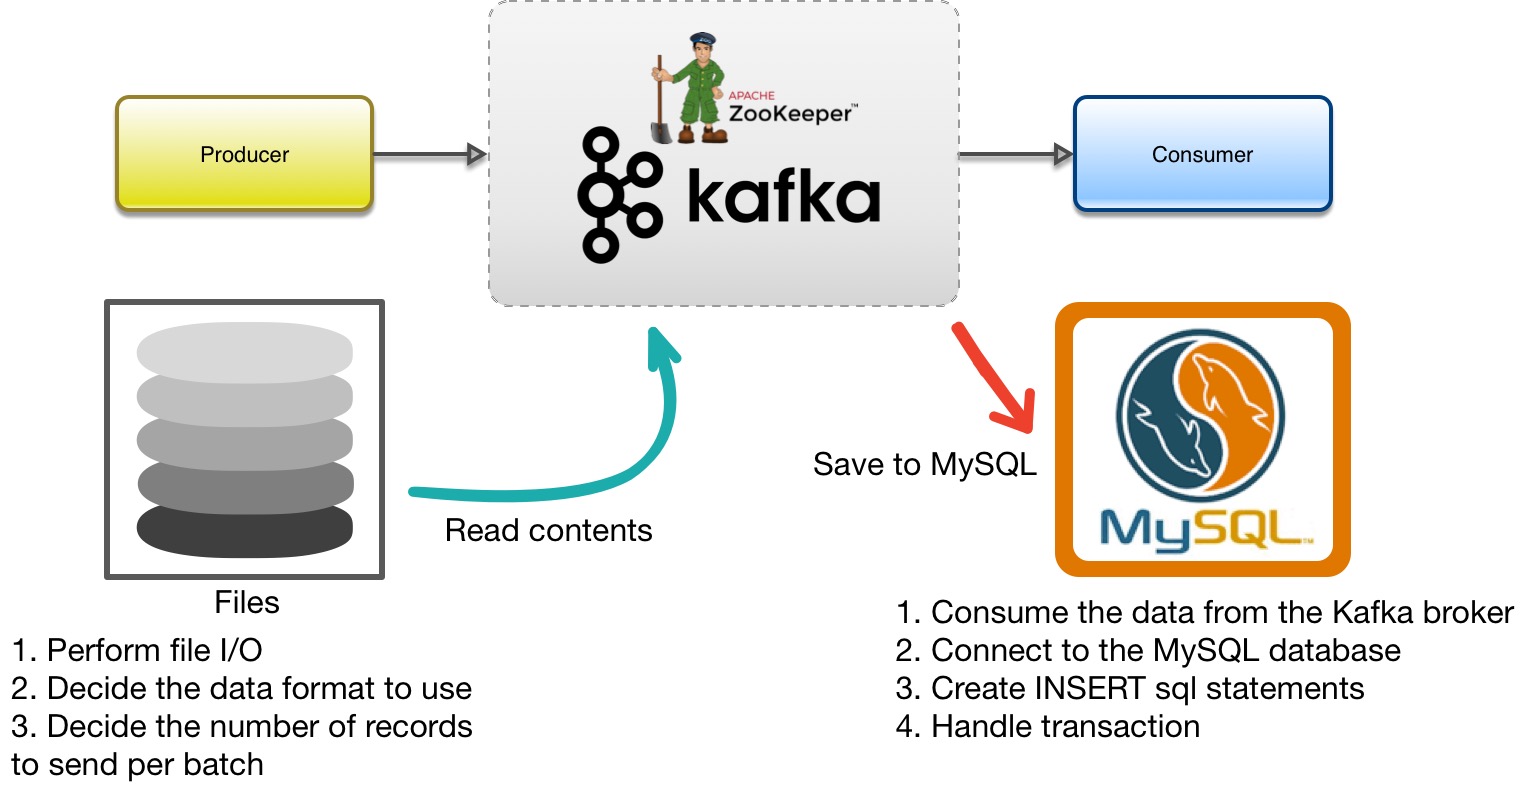 APACHE
ZooKeeper™
Producer
kafka
Consumer
Read contents
Save to MySQL
MySQL™
Files
1. Perform file I/O
2. Decide the data format to use
3. Decide the number of records
to send per batch
1. Consume the data from the Kafka broker
2. Connect to the MySQL database
3. Create INSERT sql statements
4. Handle transaction